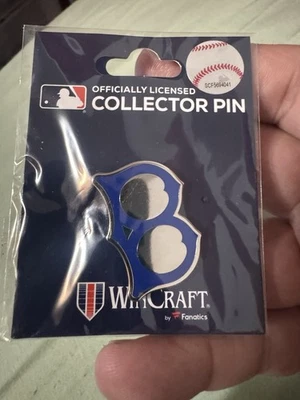 OFFICIALLY LICENSED
COLLECTOR PIN
B
WINCRAFT
by Fanatics